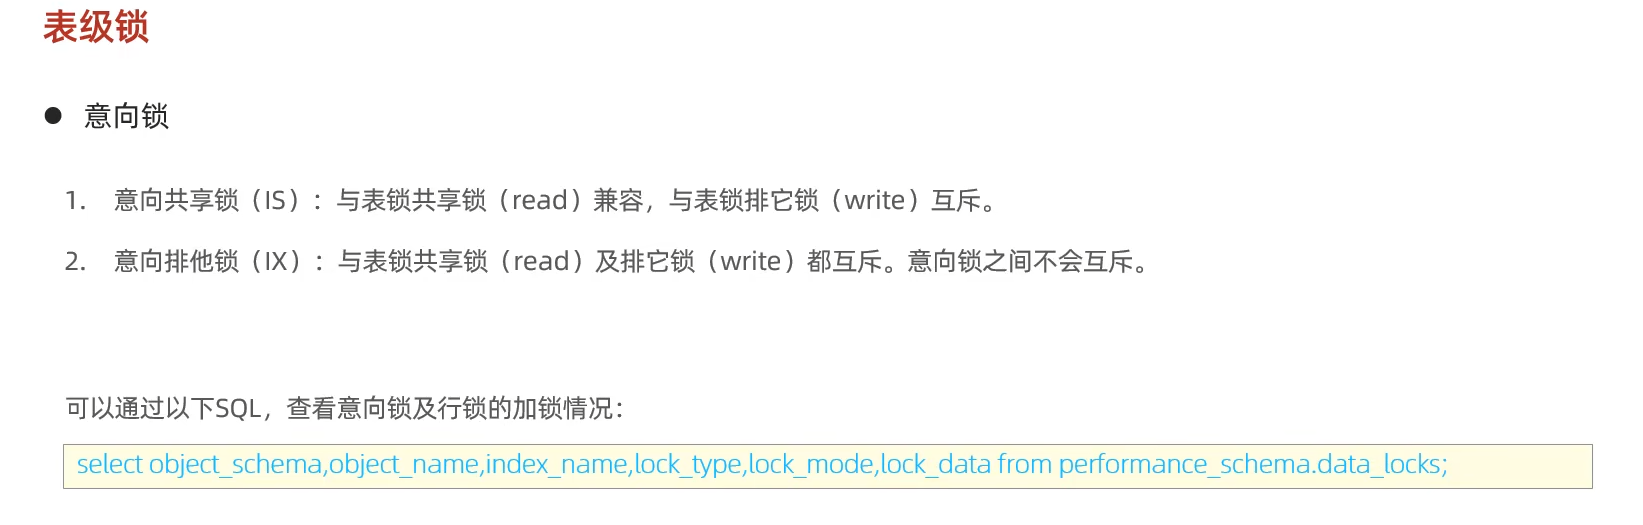 表级锁
● 意向锁
1. 意向共享锁（IS）：与表锁共享锁（read）兼容，与表锁排它锁（write）互斥。
2. 意向排他锁（IX）：与表锁共享锁（read）及排它锁（write）都互斥。意向锁之间不会互斥。
可以通过以下SQL，查看意向锁及行锁的加锁情况：
select object_schema,object_name,index_name,lock_type,lock_mode,lock_data from performance_schema.data_locks;